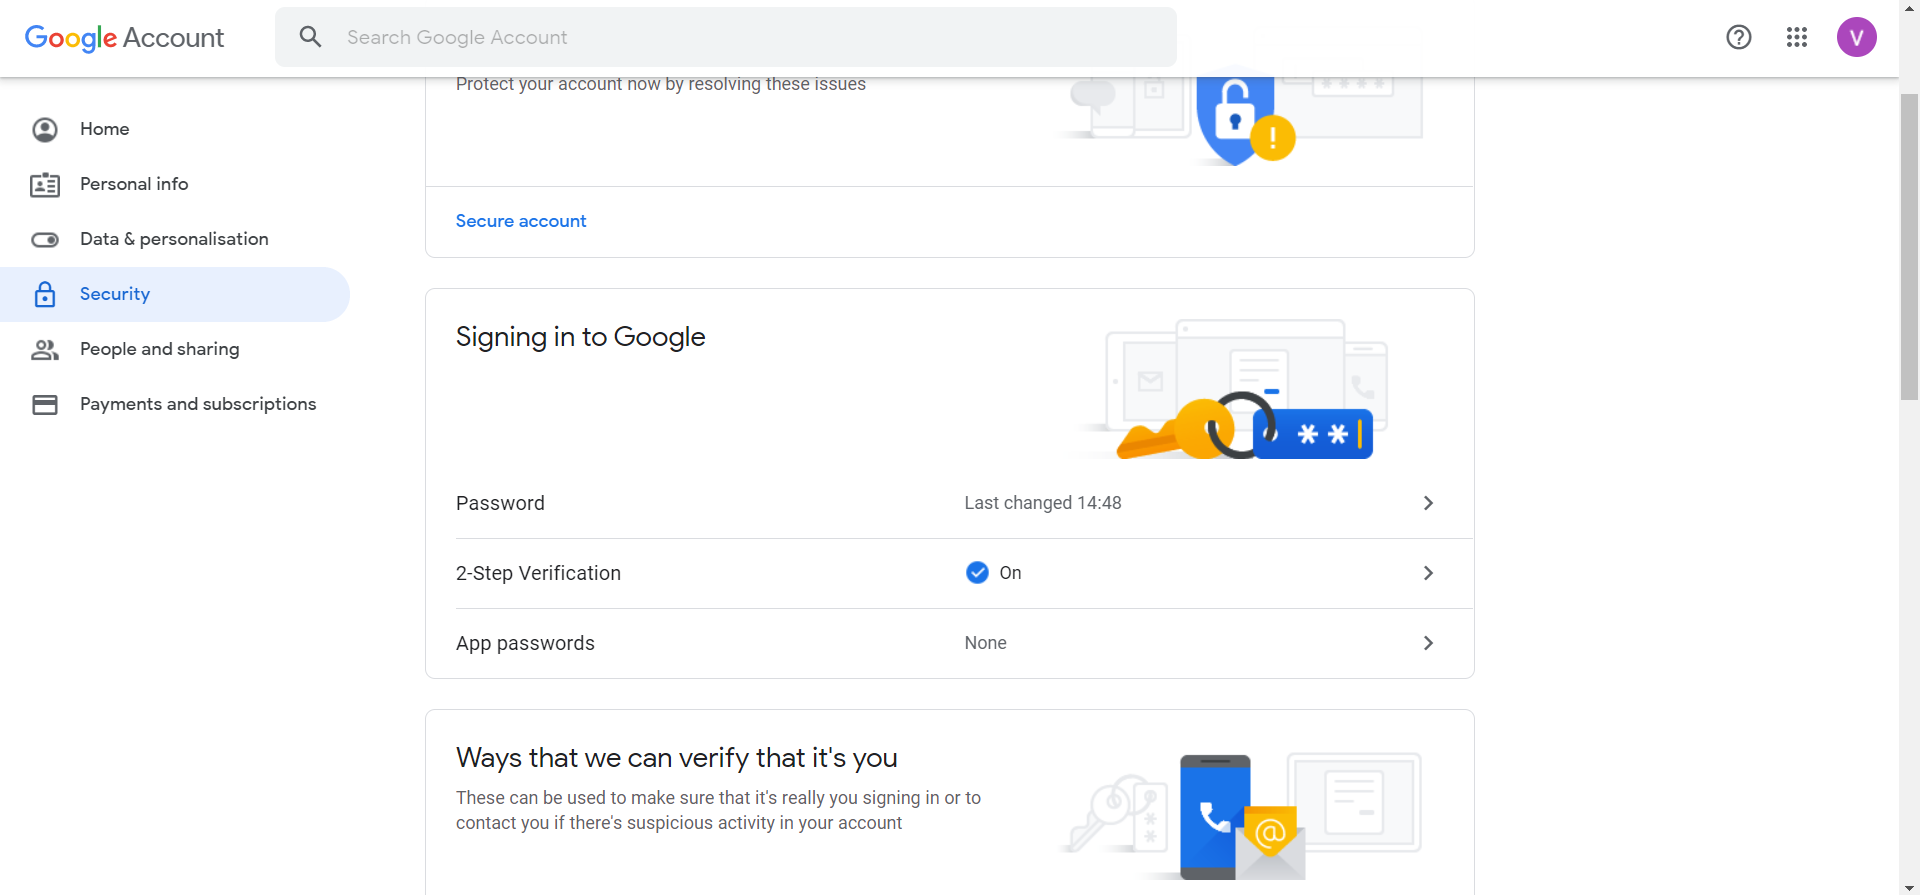 Google Account
Search Google Account
V
Protect your account now by resolving these issues
Home
Personal info
Data & personalisation
Security
People and sharing
Payments and subscriptions
Secure account
Signing in to Google
Password
Last changed 14:48
2-Step Verification
On
App passwords
None
Ways that we can verify that it's you
These can be used to make sure that it's really you signing in or to
contact you if there's suspicious activity in your account